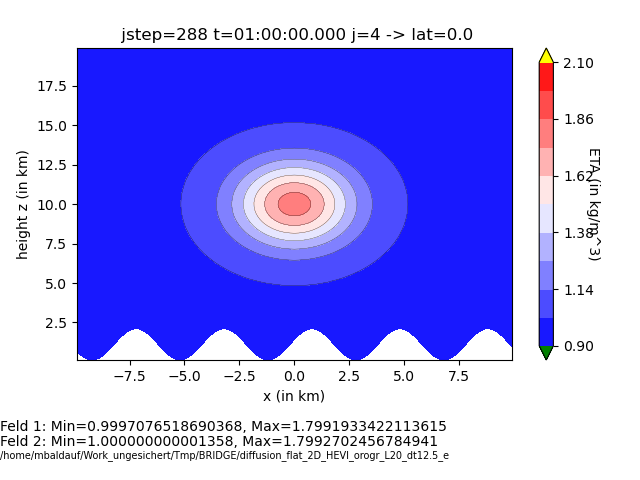 jstep=288 t=01:00:00.000 j=4 -> lat=0.0
17.5
15.0
12.5
10.0
7.5
5.0
2.5
height z (in km)
−7.5 −5.0 −2.5 0.0 2.5 5.0 7.5
x (in km)
2.10
1.86
1.62
1.38
1.14
0.90
ETA (in kg/m^3)
Feld 1: Min=0.9997076518690368, Max=1.7991933422113615
Feld 2: Min=1.000000000001358, Max=1.7992702456784941
/home/mbaldauf/Work_ungesichert/Tmp/BRIDGE/diffusion_flat_2D_HEVI_orogr_L20_dt12.5_e